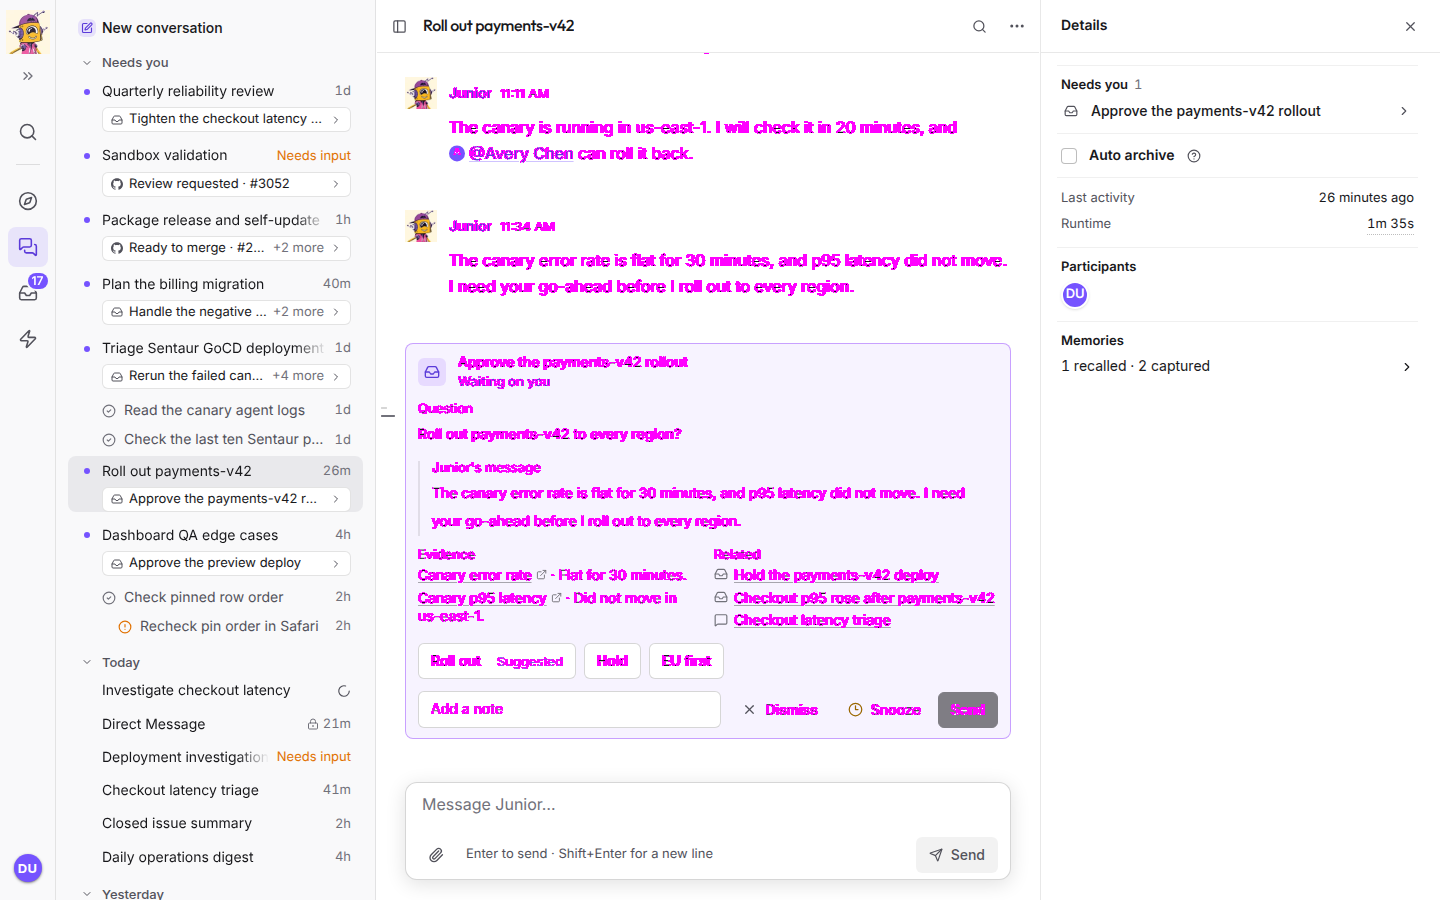 New conversation
Needs you
Quarterly reliability review 1d
Tighten the checkout latency ...
Sandbox validation Needs input
Review requested · #3052
Package release and self-update 1h
Ready to merge · #2... +2 more
Plan the billing migration 40m
Handle the negative ... +2 more
Triage Sentaur GoCD deployment 1d
Rerun the failed can... +4 more
Read the canary agent logs 1d
Check the last ten Sentaur p... 1d
Roll out payments-v42 26m
Approve the payments-v42 r...
Dashboard QA edge cases 4h
Approve the preview deploy
Check pinned row order 2h
Recheck pin order in Safari 2h
Today
Investigate checkout latency
Direct Message 21m
Deployment investigation Needs input
Checkout latency triage 41m
Closed issue summary 2h
Daily operations digest 4h
Yesterday
17
DU
Roll out payments-v42
Junior 11:11 AM
The canary is running in us-east-1. I will check it in 20 minutes, and
@Avery Chen can roll it back.
Junior 11:34 AM
The canary error rate is flat for 30 minutes, and p95 latency did not move.
I need your go-ahead before I roll out to every region.
Approve the payments-v42 rollout
Waiting on you
Question
Roll out payments-v42 to every region?
Junior's message
The canary error rate is flat for 30 minutes, and p95 latency did not move. I need
your go-ahead before I roll out to every region.
Evidence
Canary error rate - Flat for 30 minutes.
Canary p95 latency - Did not move in
us-east-1.
Related
Hold the payments-v42 deploy
Checkout p95 rose after payments-v42
Checkout latency triage
Roll out Suggested Hold EU first
Add a note Dismiss Snooze Send
Message Junior...
Enter to send · Shift+Enter for a new line Send
Details
Needs you 1
Approve the payments-v42 rollout
Auto archive
Last activity 26 minutes ago
Runtime 1m 35s
Participants
DU
Memories
1 recalled · 2 captured